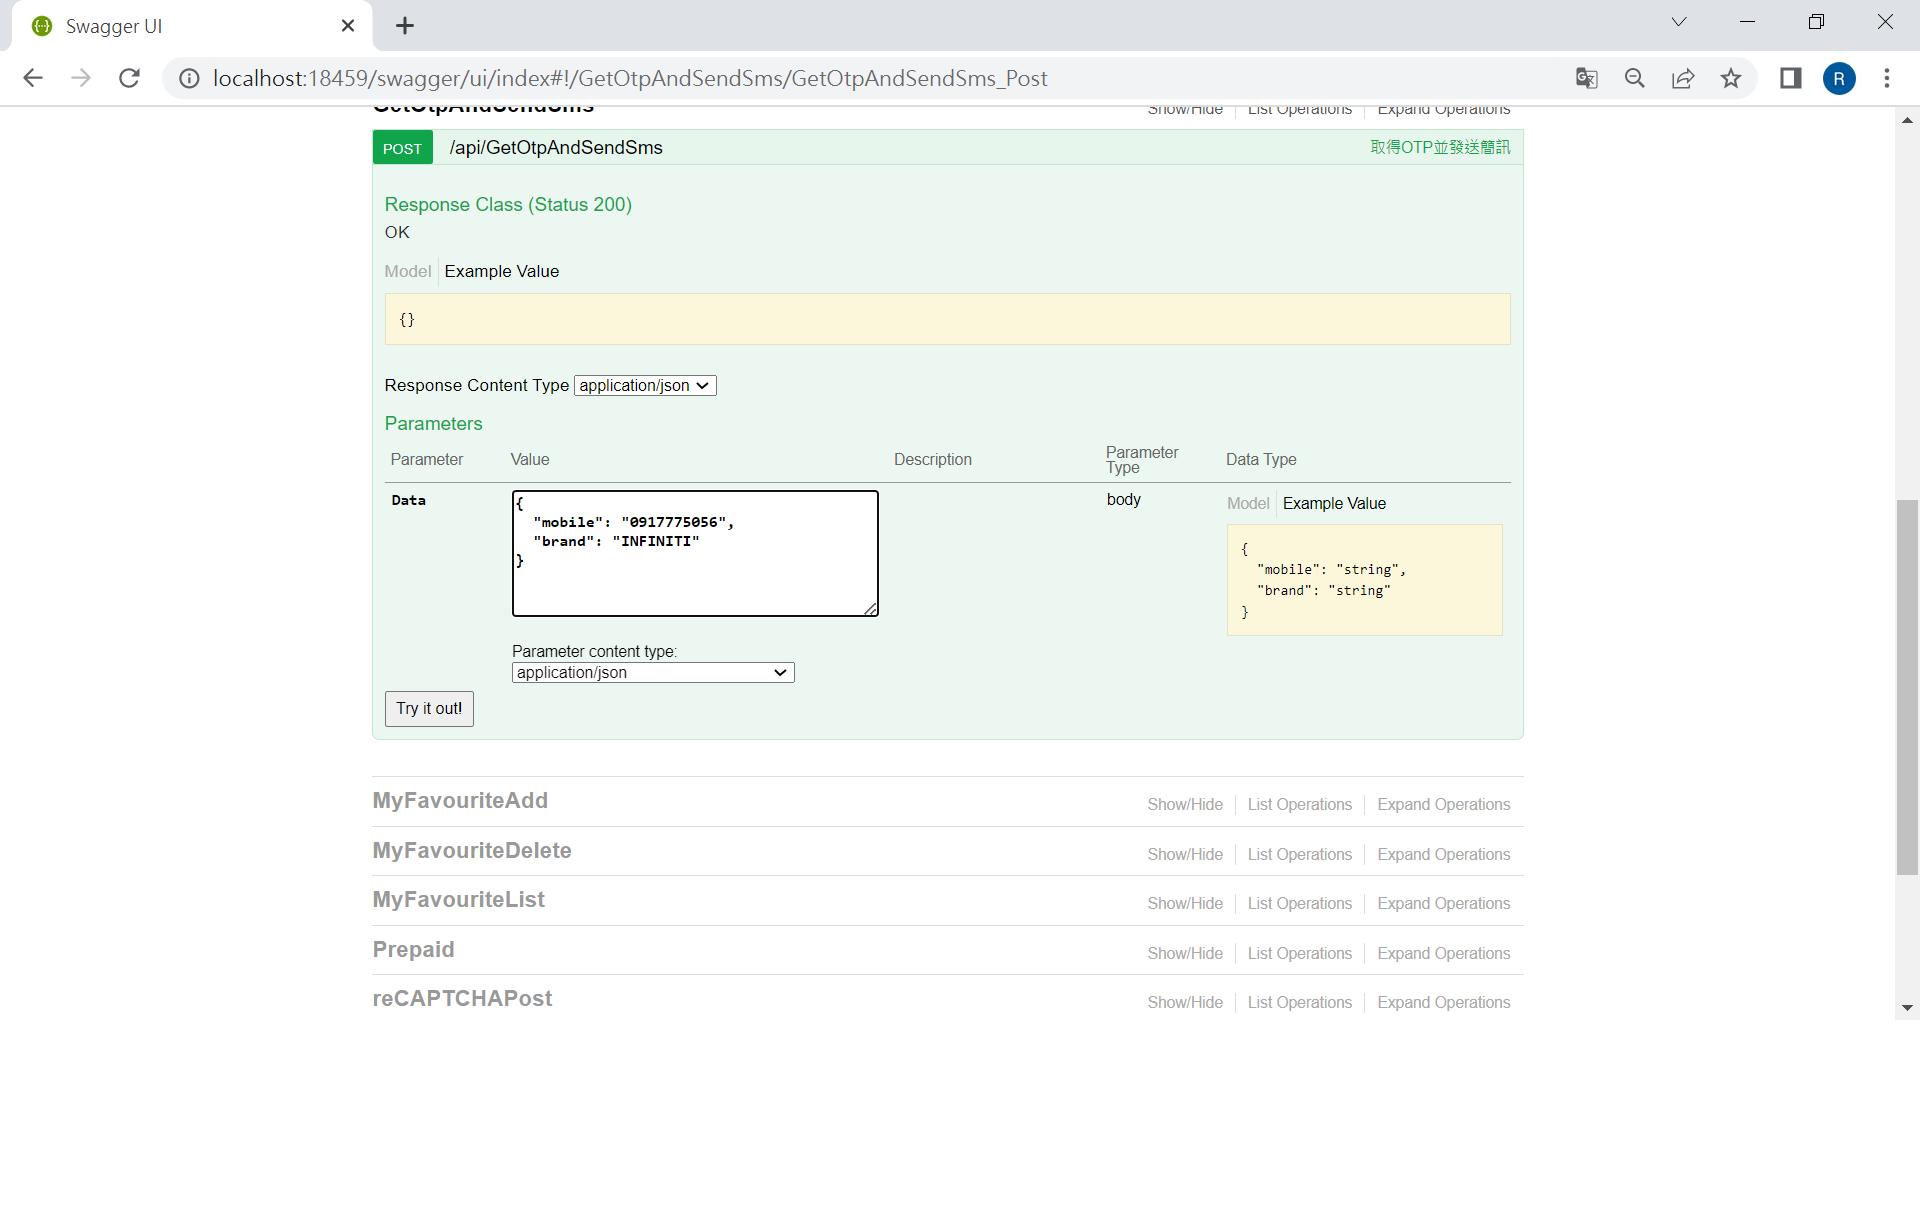 Swagger UI
localhost:18459/swagger/ui/index#!/GetOtpAndSendSms/GetOtpAndSendSms_Post
R
GetOtpAndSendSms
Show/Hide
List Operations
Expand Operations
POST
/api/GetOtpAndSendSms
取得OTP並發送簡訊
Response Class (Status 200)
OK
Model
Example Value
{}
Response Content Type
application/json
Parameters
Parameter
Value
Description
Parameter
Type
Data Type
Data
{
"mobile": "0917775056",
"brand": "INFINITI"
}
body
Model
Example Value
{
"mobile": "string",
"brand": "string"
}
Parameter content type:
application/json
Try it out!
MyFavouriteAdd
Show/Hide
List Operations
Expand Operations
MyFavouriteDelete
Show/Hide
List Operations
Expand Operations
MyFavouriteList
Show/Hide
List Operations
Expand Operations
Prepaid
Show/Hide
List Operations
Expand Operations
reCAPTCHAPost
Show/Hide
List Operations
Expand Operations